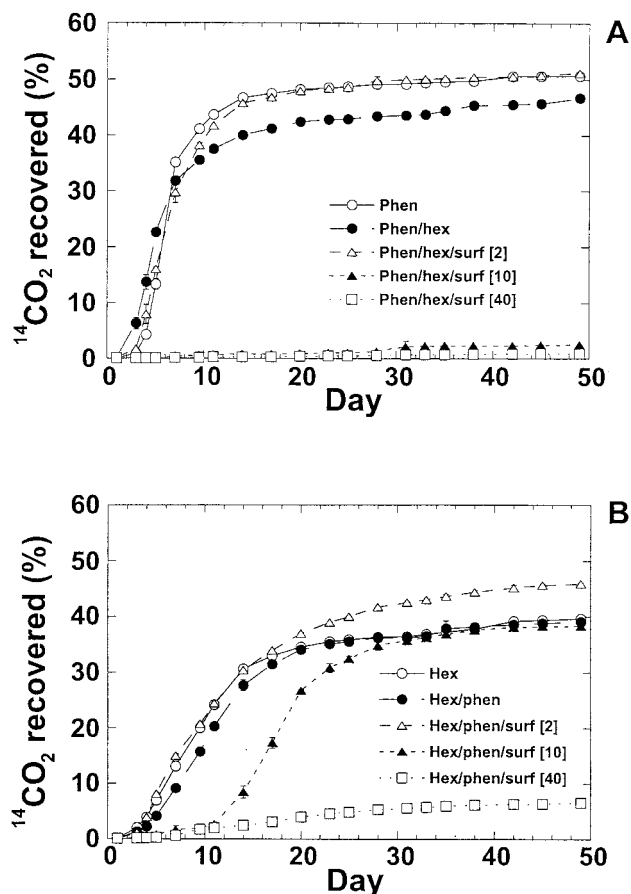 A
60
50
40
30
20
10
0
¹⁴CO₂ recovered (%)
Phen
Phen/hex
Phen/hex/surf [2]
Phen/hex/surf [10]
Phen/hex/surf [40]
0 10 20 30 40 50
Day
B
60
50
40
30
20
10
0
¹⁴CO₂ recovered (%)
Hex
Hex/phen
Hex/phen/surf [2]
Hex/phen/surf [10]
Hex/phen/surf [40]
0 10 20 30 40 50
Day